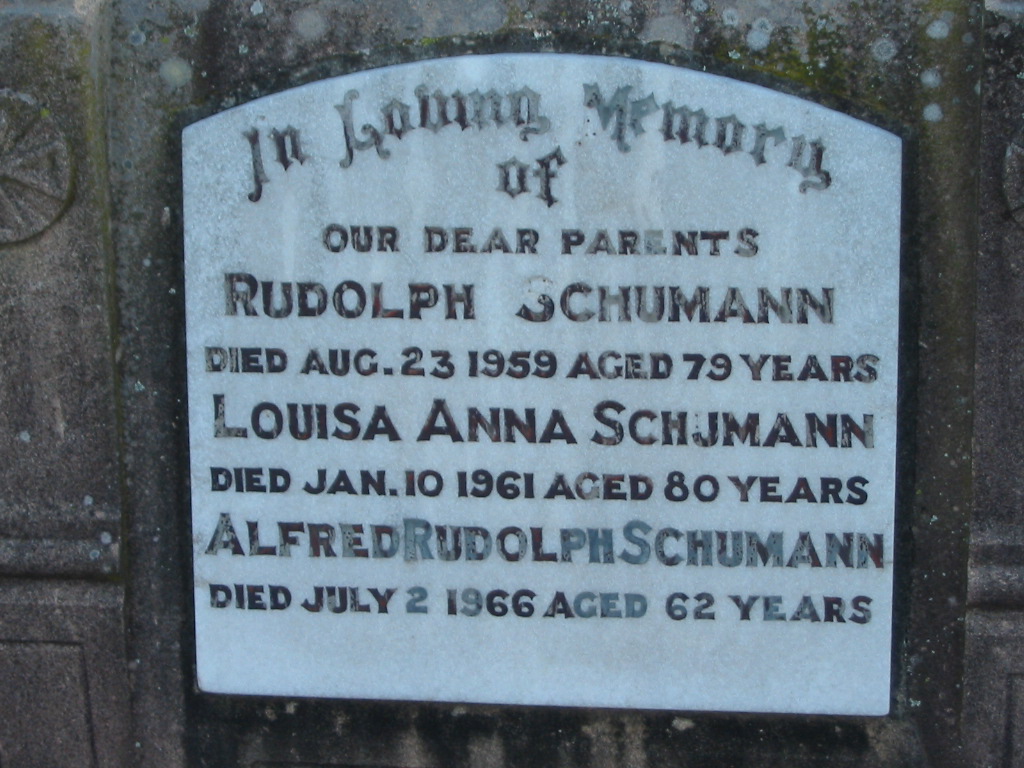 In Loving Memory
of
OUR DEAR PARENTS
RUDOLPH SCHUMANN
DIED AUG. 23 1959 AGED 79 YEARS
LOUISA ANNA SCHUMANN
DIED JAN. 10 1961 AGED 80 YEARS
ALFRED RUDOLPH SCHUMANN
DIED JULY 2 1966 AGED 62 YEARS